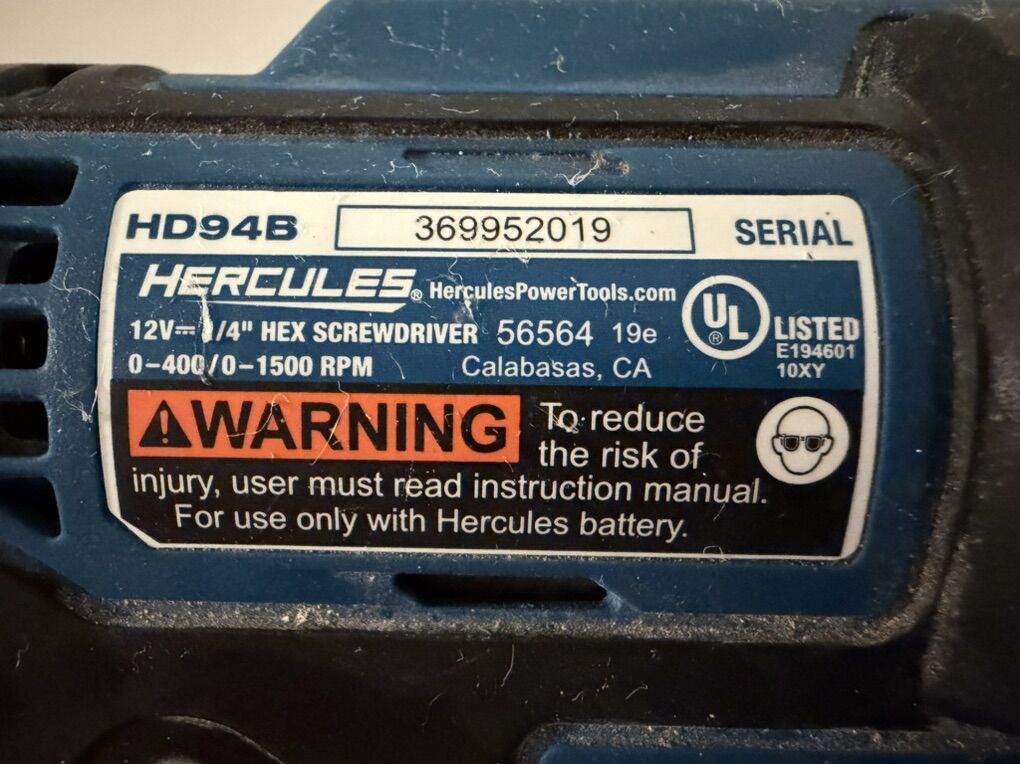 HD94B 369952019 SERIAL
HERCULES® HerculesPowerTools.com
12V⎓ 1/4" HEX SCREWDRIVER 56564 19e
0-400/0-1500 RPM Calabasas, CA
UL ® LISTED
E194601
10XY
⚠WARNING To reduce
the risk of
injury, user must read instruction manual.
For use only with Hercules battery.